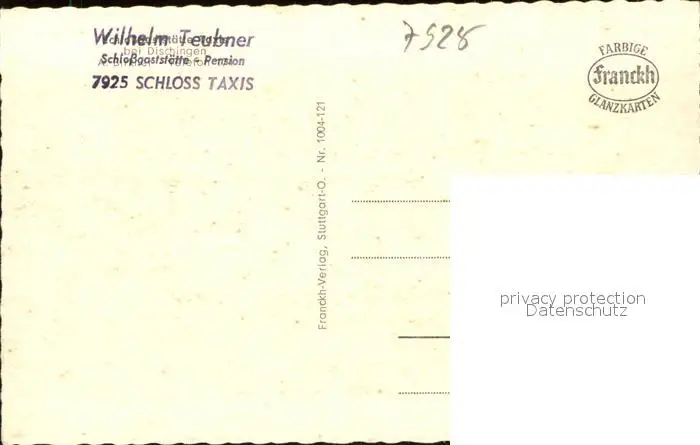 Wilhelm Teubner
bei Dischingen
Schloßgaststätte - Pension
7925 SCHLOSS TAXIS
7925
FARBIGE
Franckh
GLANZKARTEN
Franckh-Verlag, Stuttgart-O. - Nr. 1004-121
privacy protection
Datenschutz